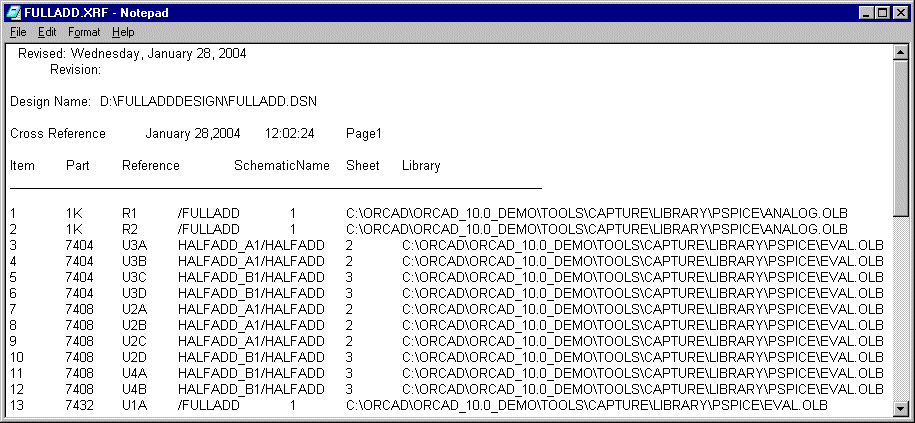 FULLADD.XRF - Notepad
File Edit Format Help
Revised: Wednesday, January 28, 2004
Revision:
Design Name: D:\FULLADDDESIGN\FULLADD.DSN
Cross Reference January 28,2004 12:02:24 Page1
Item Part Reference SchematicName Sheet Library
1 1K R1 /FULLADD 1 C:\ORCAD\ORCAD_10.0_DEMO\TOOLS\CAPTURE\LIBRARY\PSPICE\ANALOG.OLB
2 1K R2 /FULLADD 1 C:\ORCAD\ORCAD_10.0_DEMO\TOOLS\CAPTURE\LIBRARY\PSPICE\ANALOG.OLB
3 7404 U3A HALFADD_A1/HALFADD 2 C:\ORCAD\ORCAD_10.0_DEMO\TOOLS\CAPTURE\LIBRARY\PSPICE\EVAL.OLB
4 7404 U3B HALFADD_A1/HALFADD 2 C:\ORCAD\ORCAD_10.0_DEMO\TOOLS\CAPTURE\LIBRARY\PSPICE\EVAL.OLB
5 7404 U3C HALFADD_B1/HALFADD 3 C:\ORCAD\ORCAD_10.0_DEMO\TOOLS\CAPTURE\LIBRARY\PSPICE\EVAL.OLB
6 7404 U3D HALFADD_B1/HALFADD 3 C:\ORCAD\ORCAD_10.0_DEMO\TOOLS\CAPTURE\LIBRARY\PSPICE\EVAL.OLB
7 7408 U2A HALFADD_A1/HALFADD 2 C:\ORCAD\ORCAD_10.0_DEMO\TOOLS\CAPTURE\LIBRARY\PSPICE\EVAL.OLB
8 7408 U2B HALFADD_A1/HALFADD 2 C:\ORCAD\ORCAD_10.0_DEMO\TOOLS\CAPTURE\LIBRARY\PSPICE\EVAL.OLB
9 7408 U2C HALFADD_A1/HALFADD 2 C:\ORCAD\ORCAD_10.0_DEMO\TOOLS\CAPTURE\LIBRARY\PSPICE\EVAL.OLB
10 7408 U2D HALFADD_B1/HALFADD 3 C:\ORCAD\ORCAD_10.0_DEMO\TOOLS\CAPTURE\LIBRARY\PSPICE\EVAL.OLB
11 7408 U4A HALFADD_B1/HALFADD 3 C:\ORCAD\ORCAD_10.0_DEMO\TOOLS\CAPTURE\LIBRARY\PSPICE\EVAL.OLB
12 7408 U4B HALFADD_B1/HALFADD 3 C:\ORCAD\ORCAD_10.0_DEMO\TOOLS\CAPTURE\LIBRARY\PSPICE\EVAL.OLB
13 7432 U1A /FULLADD 1 C:\ORCAD\ORCAD_10.0_DEMO\TOOLS\CAPTURE\LIBRARY\PSPICE\EVAL.OLB